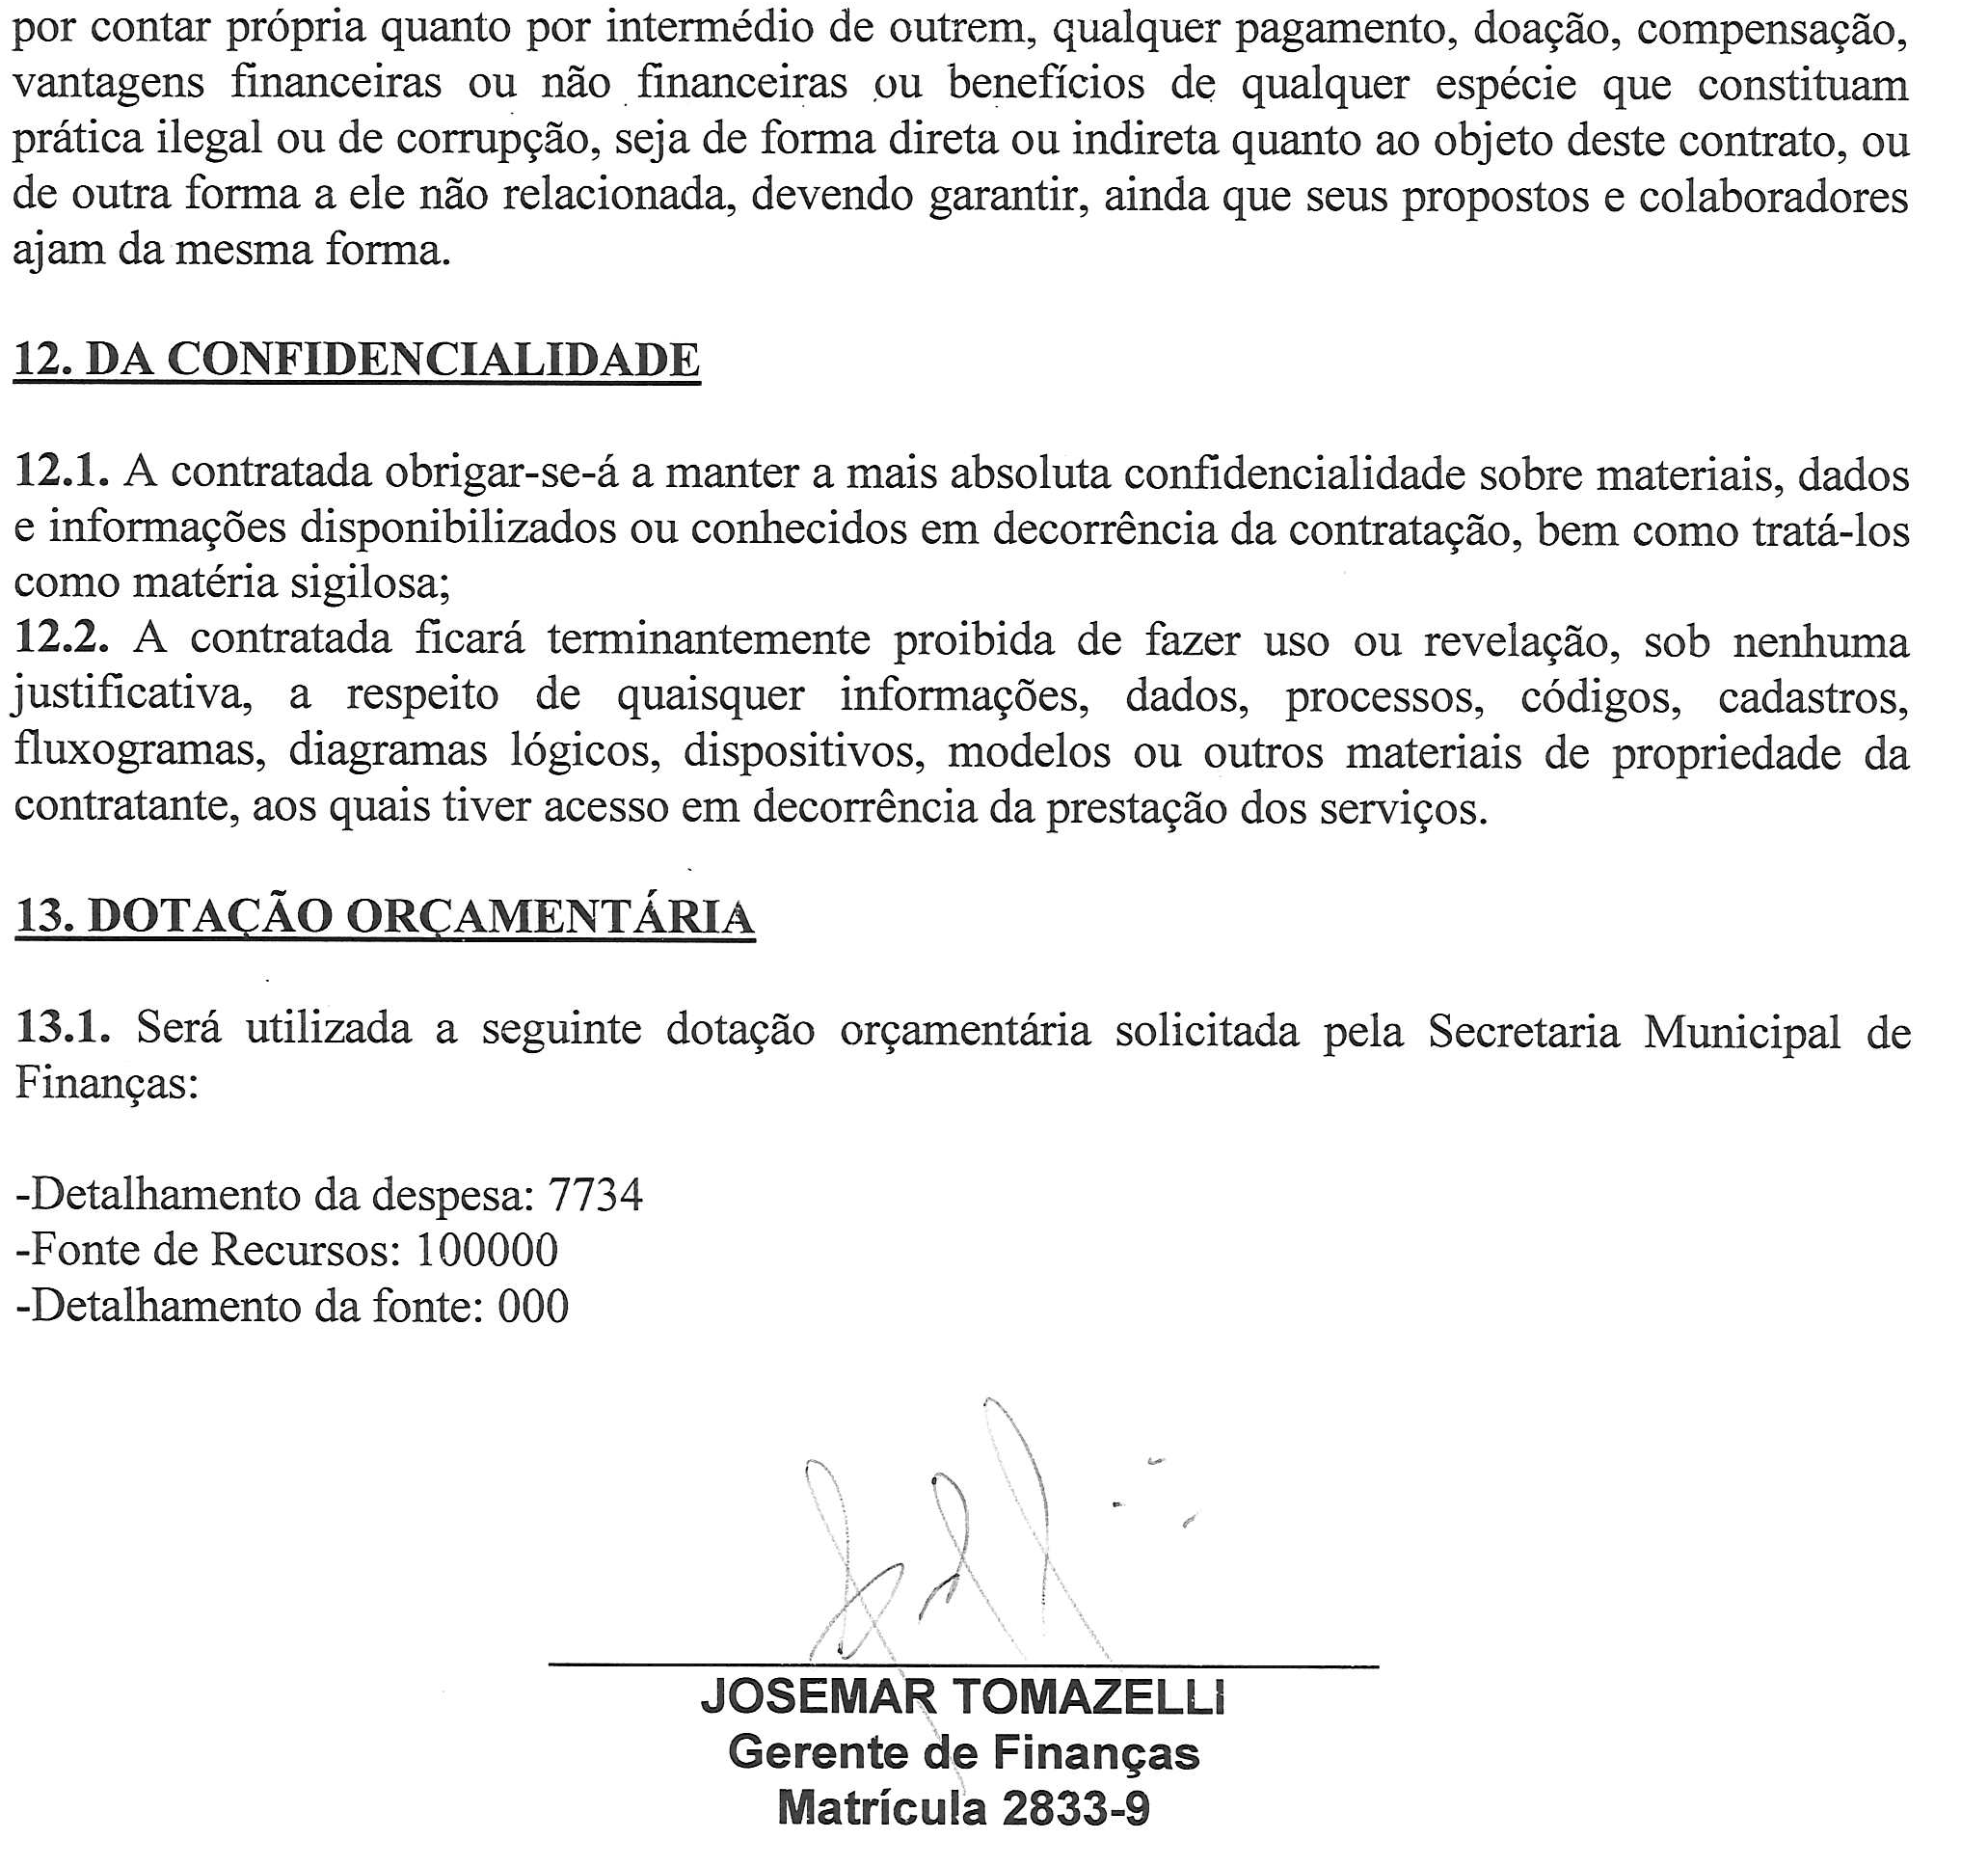 por contar própria quanto por intermédio de outrem, qualquer pagamento, doação, compensação,
vantagens financeiras ou não financeiras ou benefícios de qualquer espécie que constituam
prática ilegal ou de corrupção, seja de forma direta ou indireta quanto ao objeto deste contrato, ou
de outra forma a ele não relacionada, devendo garantir, ainda que seus propostos e colaboradores
ajam da mesma forma.
12. DA CONFIDENCIALIDADE
12.1. A contratada obrigar-se-á a manter a mais absoluta confidencialidade sobre materiais, dados
e informações disponibilizados ou conhecidos em decorrência da contratação, bem como tratá-los
como matéria sigilosa;
12.2. A contratada ficará terminantemente proibida de fazer uso ou revelação, sob nenhuma
justificativa, a respeito de quaisquer informações, dados, processos, códigos, cadastros,
fluxogramas, diagramas lógicos, dispositivos, modelos ou outros materiais de propriedade da
contratante, aos quais tiver acesso em decorrência da prestação dos serviços.
13. DOTAÇÃO ORÇAMENTÁRIA
13.1. Será utilizada a seguinte dotação orçamentária solicitada pela Secretaria Municipal de
Finanças:
-Detalhamento da despesa: 7734
-Fonte de Recursos: 100000
-Detalhamento da fonte: 000
JOSEMAR TOMAZELLI
Gerente de Finanças
Matrícula 2833-9